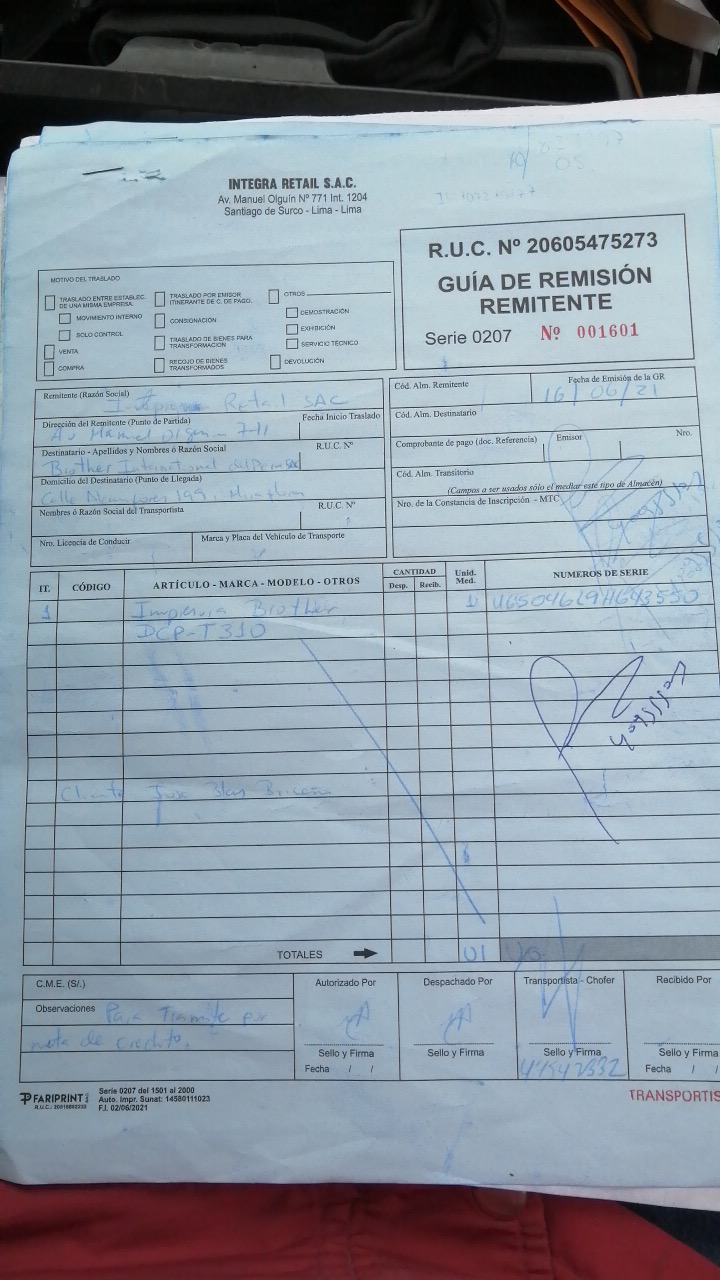 INTEGRA RETAIL S.A.C.
Av. Manuel Olguín Nº 771 Int. 1204
Santiago de Surco - Lima - Lima
R.U.C. Nº 20605475273
GUÍA DE REMISIÓN
REMITENTE
Serie 0207 Nº 001601
MOTIVO DEL TRASLADO
TRASLADO ENTRE ESTABLEC. DE UNA MISMA EMPRESA.
MOVIMIENTO INTERNO
SOLO CONTROL
VENTA
COMPRA
TRASLADO POR EMISOR ITINERANTE DE C. DE PAGO.
CONSIGNACIÓN
TRASLADO DE BIENES PARA TRANSFORMACIÓN
RECOJO DE BIENES TRANSFORMADOS
OTROS
DEMOSTRACIÓN
EXHIBICIÓN
SERVICIO TÉCNICO
DEVOLUCIÓN
Remitente (Razón Social)
Retail SAC
Dirección del Remitente (Punto de Partida) Fecha Inicio Traslado
Av Manuel
Destinatario - Apellidos y Nombres ó Razón Social R.U.C. Nº
Brother International del Perú SAC
Domicilio del Destinatario (Punto de Llegada)
Calle 199
Nombres ó Razón Social del Transportista R.U.C. Nº
Nro. Licencia de Conducir Marca y Placa del Vehículo de Transporte
Cód. Alm. Remitente Fecha de Emisión de la GR
16/06/21
Cód. Alm. Destinatario
Comprobante de pago (doc. Referencia) Emisor Nro.
Cód. Alm. Transitorio
(Campos a ser usados sólo el mediar este tipo de Almacén)
Nro. de la Constancia de Inscripción - MTC
IT. CÓDIGO ARTÍCULO - MARCA - MODELO - OTROS CANTIDAD Desp. Recib. Unid. Med. NUMEROS DE SERIE
1 Brother 1 U65046L9H643550
DCP-T310
Blas Briceño
TOTALES 01
C.M.E. (S/.)
Observaciones Para Tramite por
nota de credito.
Autorizado Por
Sello y Firma
Fecha / /
Despachado Por
Sello y Firma
Transportista - Chofer
Sello y Firma
Recibido Por
Sello y Firma
Fecha / /
FARIPRINT
Serie 0207 del 1501 al 2000
Auto. Impr. Sunat: 14580111023
F.I. 02/06/2021
TRANSPORTIS